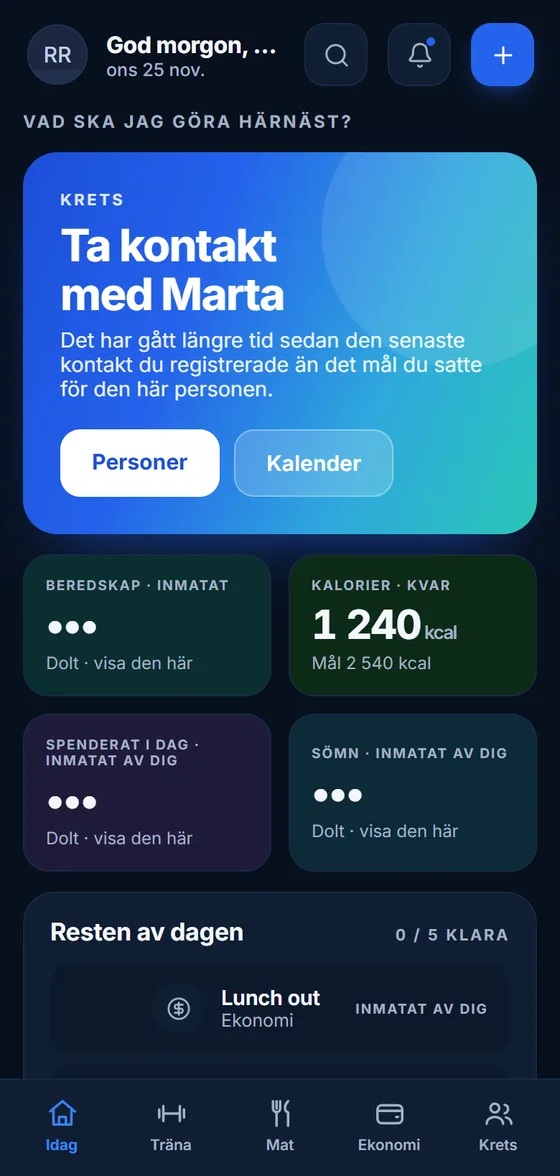 RR
God morgon, ...
ons 25 nov.
VAD SKA JAG GÖRA HÄRNÄST?
KRETS
Ta kontakt
med Marta
Det har gått längre tid sedan den senaste
kontakt du registrerade än det mål du satte
för den här personen.
Personer
Kalender
BEREDSKAP · INMATAT
•••
Dolt · visa den här
KALORIER · KVAR
1 240 kcal
Mål 2 540 kcal
SPENDERAT I DAG ·
INMATAT AV DIG
•••
Dolt · visa den här
SÖMN · INMATAT AV DIG
•••
Dolt · visa den här
Resten av dagen
0 / 5 KLARA
Lunch out
Ekonomi
INMATAT AV DIG
Idag
Träna
Mat
Ekonomi
Krets